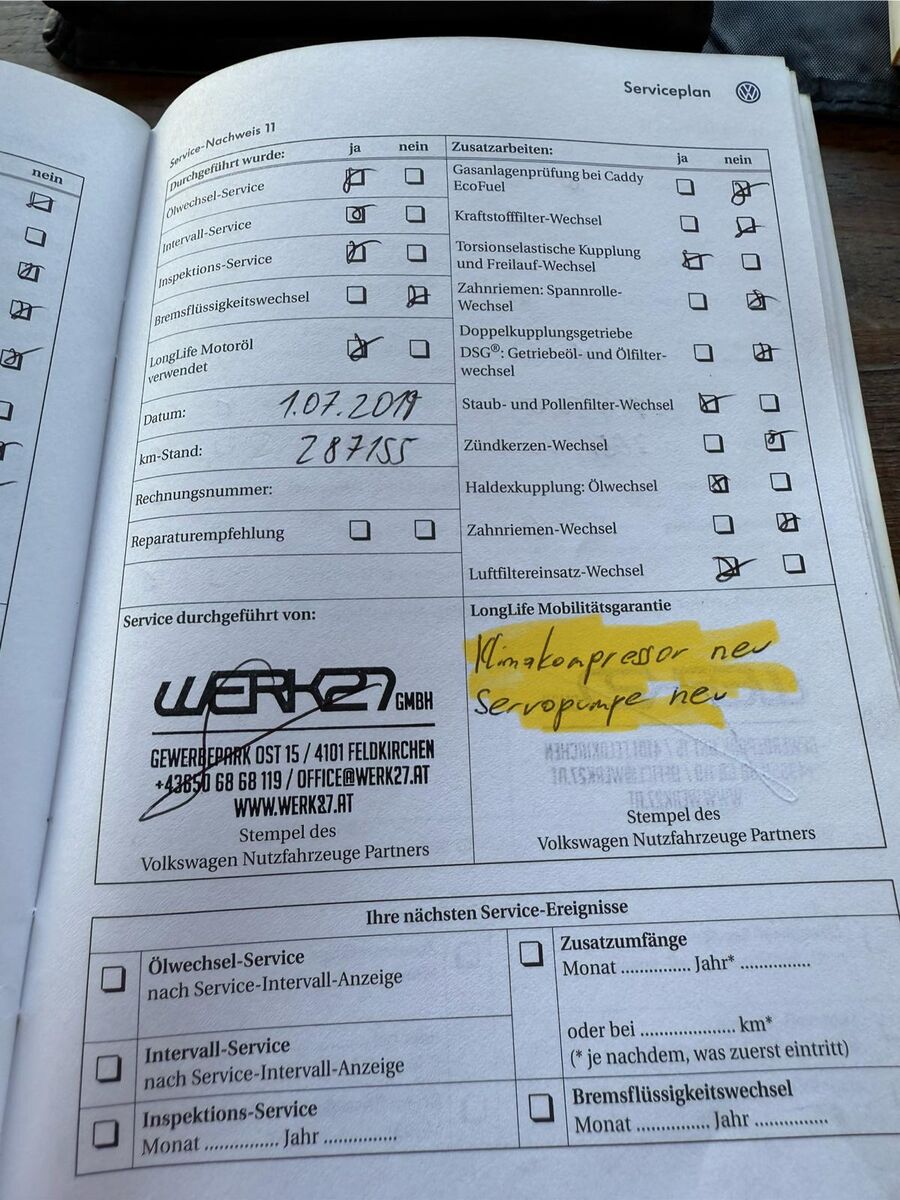 Serviceplan
Service-Nachweis 11
Durchgeführt wurde: ja nein
Ölwechsel-Service
Intervall-Service
Inspektions-Service
Bremsflüssigkeitswechsel
LongLife Motoröl
verwendet
Datum: 1.07.2019
km-Stand: 287155
Rechnungsnummer:
Reparaturempfehlung
Zusatzarbeiten: ja nein
Gasanlagenprüfung bei Caddy
EcoFuel
Kraftstofffilter-Wechsel
Torsionselastische Kupplung
und Freilauf-Wechsel
Zahnriemen: Spannrolle-
Wechsel
Doppelkupplungsgetriebe
DSG®: Getriebeöl- und Ölfilter-
wechsel
Staub- und Pollenfilter-Wechsel
Zündkerzen-Wechsel
Haldexkupplung: Ölwechsel
Zahnriemen-Wechsel
Luftfiltereinsatz-Wechsel
Service durchgeführt von:
WERK27 GMBH
GEWERBEPARK OST 15 / 4101 FELDKIRCHEN
+43650 68 68 119 / OFFICE@WERK27.AT
WWW.WERK27.AT
Stempel des
Volkswagen Nutzfahrzeuge Partners
LongLife Mobilitätsgarantie
Klimakompressor neu
Servopumpe neu
Stempel des
Volkswagen Nutzfahrzeuge Partners
Ihre nächsten Service-Ereignisse
Ölwechsel-Service
nach Service-Intervall-Anzeige
Intervall-Service
nach Service-Intervall-Anzeige
Inspektions-Service
Monat ............... Jahr ...............
Zusatzumfänge
Monat .............. Jahr* ..............
oder bei .................... km*
(* je nachdem, was zuerst eintritt)
Bremsflüssigkeitswechsel
Monat ............... Jahr ...............
nein